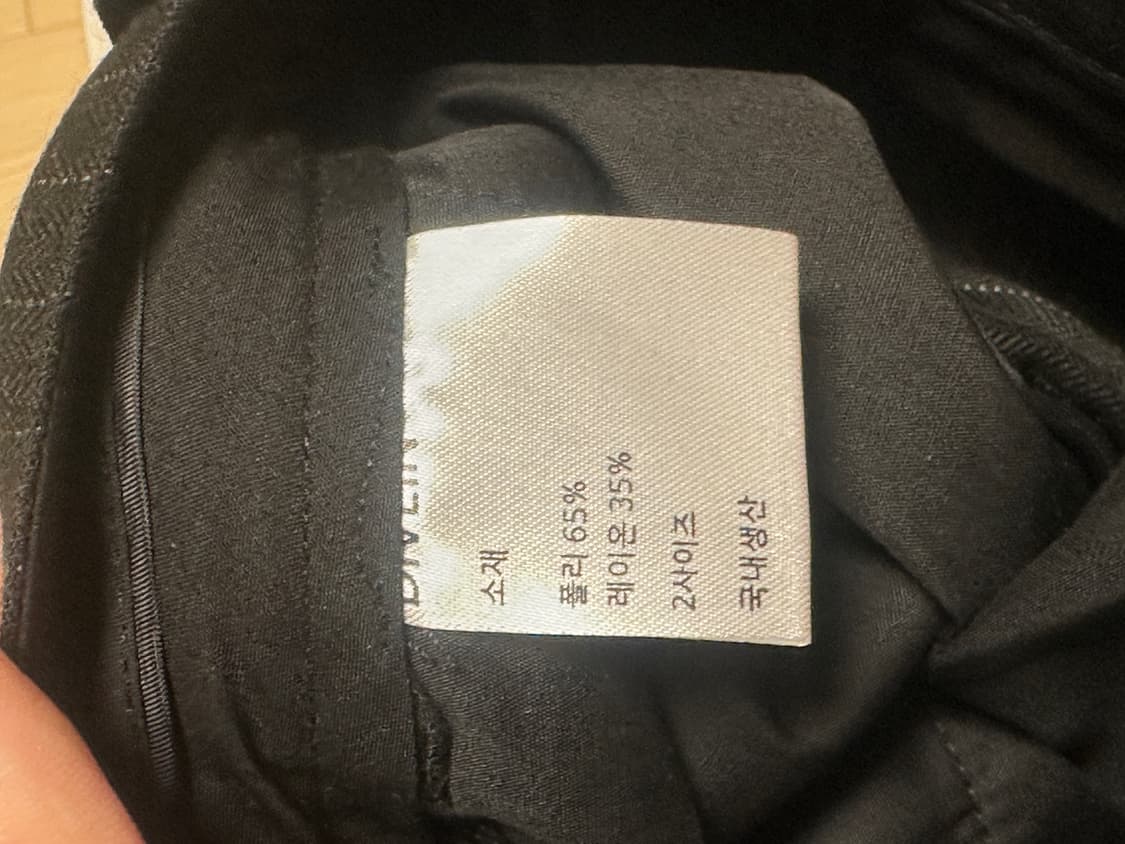 소재
폴리 65%
레이온 35%
2사이즈
국내생산